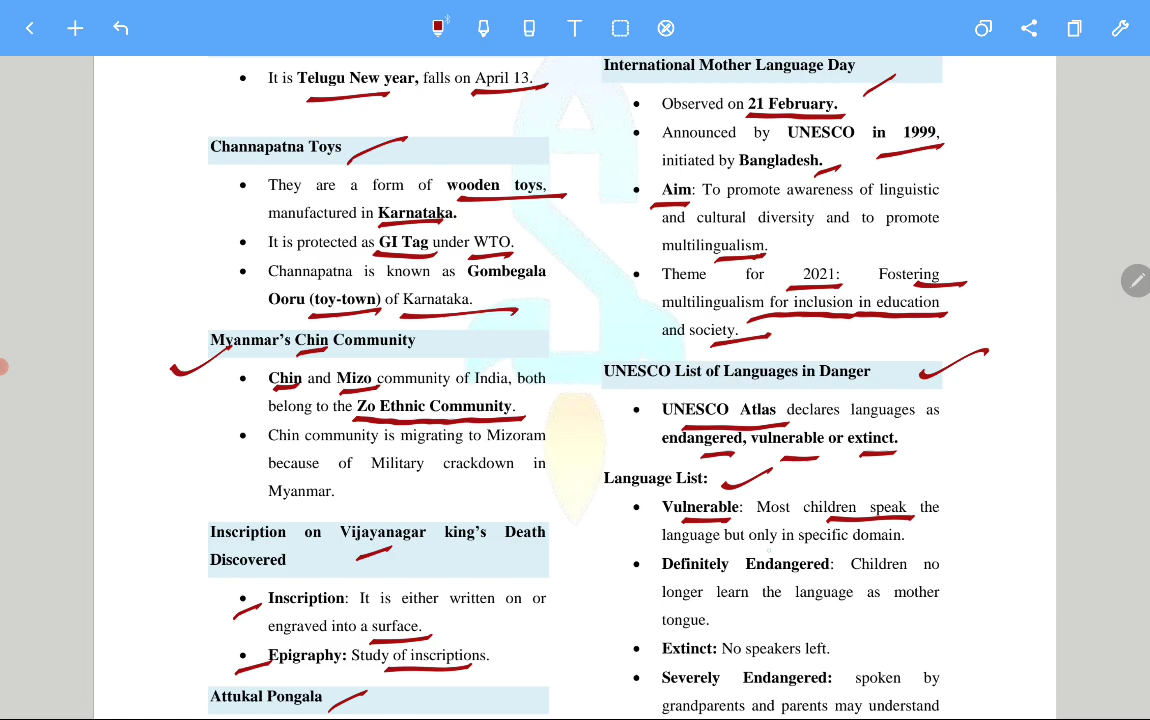 It is Telugu New year, falls on April 13.
Channapatna Toys
They are a form of wooden toys,
manufactured in Karnataka.
It is protected as GI Tag under WTO.
Channapatna is known as Gombegala
Ooru (toy-town) of Karnataka.
Myanmar's Chin Community
Chin and Mizo community of India, both
belong to the Zo Ethnic Community.
Chin community is migrating to Mizoram
because of Military crackdown in
Myanmar.
Inscription on Vijayanagar king's Death
Discovered
Inscription: It is either written on or
engraved into a surface.
Epigraphy: Study of inscriptions.
Attukal Pongala
International Mother Language Day
Observed on 21 February.
Announced by UNESCO in 1999,
initiated by Bangladesh.
Aim: To promote awareness of linguistic
and cultural diversity and to promote
multilingualism.
Theme for 2021: Fostering
multilingualism for inclusion in education
and society.
UNESCO List of Languages in Danger
UNESCO Atlas declares languages as
endangered, vulnerable or extinct.
Language List:
Vulnerable: Most children speak the
language but only in specific domain.
Definitely Endangered: Children no
longer learn the language as mother
tongue.
Extinct: No speakers left.
Severely Endangered: spoken by
grandparents and parents may understand